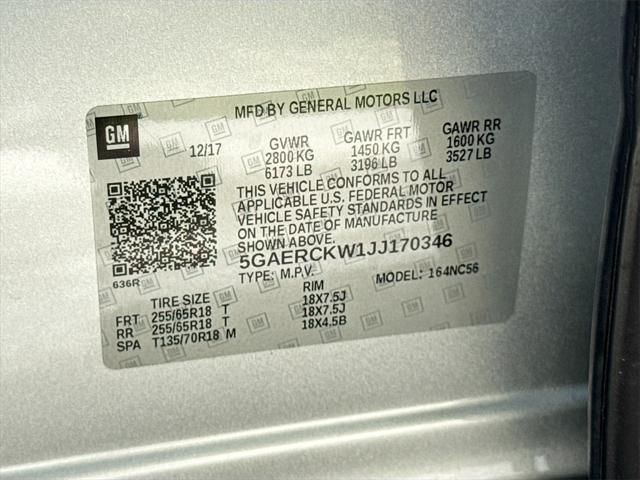 MFD BY GENERAL MOTORS LLC
GM
12/17
GVWR GAWR FRT GAWR RR
2800 KG 1450 KG 1600 KG
6173 LB 3196 LB 3527 LB
THIS VEHICLE CONFORMS TO ALL
APPLICABLE U.S. FEDERAL MOTOR
VEHICLE SAFETY STANDARDS IN EFFECT
ON THE DATE OF MANUFACTURE
SHOWN ABOVE.
5GAERCKW1JJ170346
TYPE: M.P.V. MODEL: 164NC56
636R
TIRE SIZE RIM
FRT 255/65R18 T 18X7.5J
RR 255/65R18 T 18X7.5J
SPA T135/70R18 M 18X4.5B